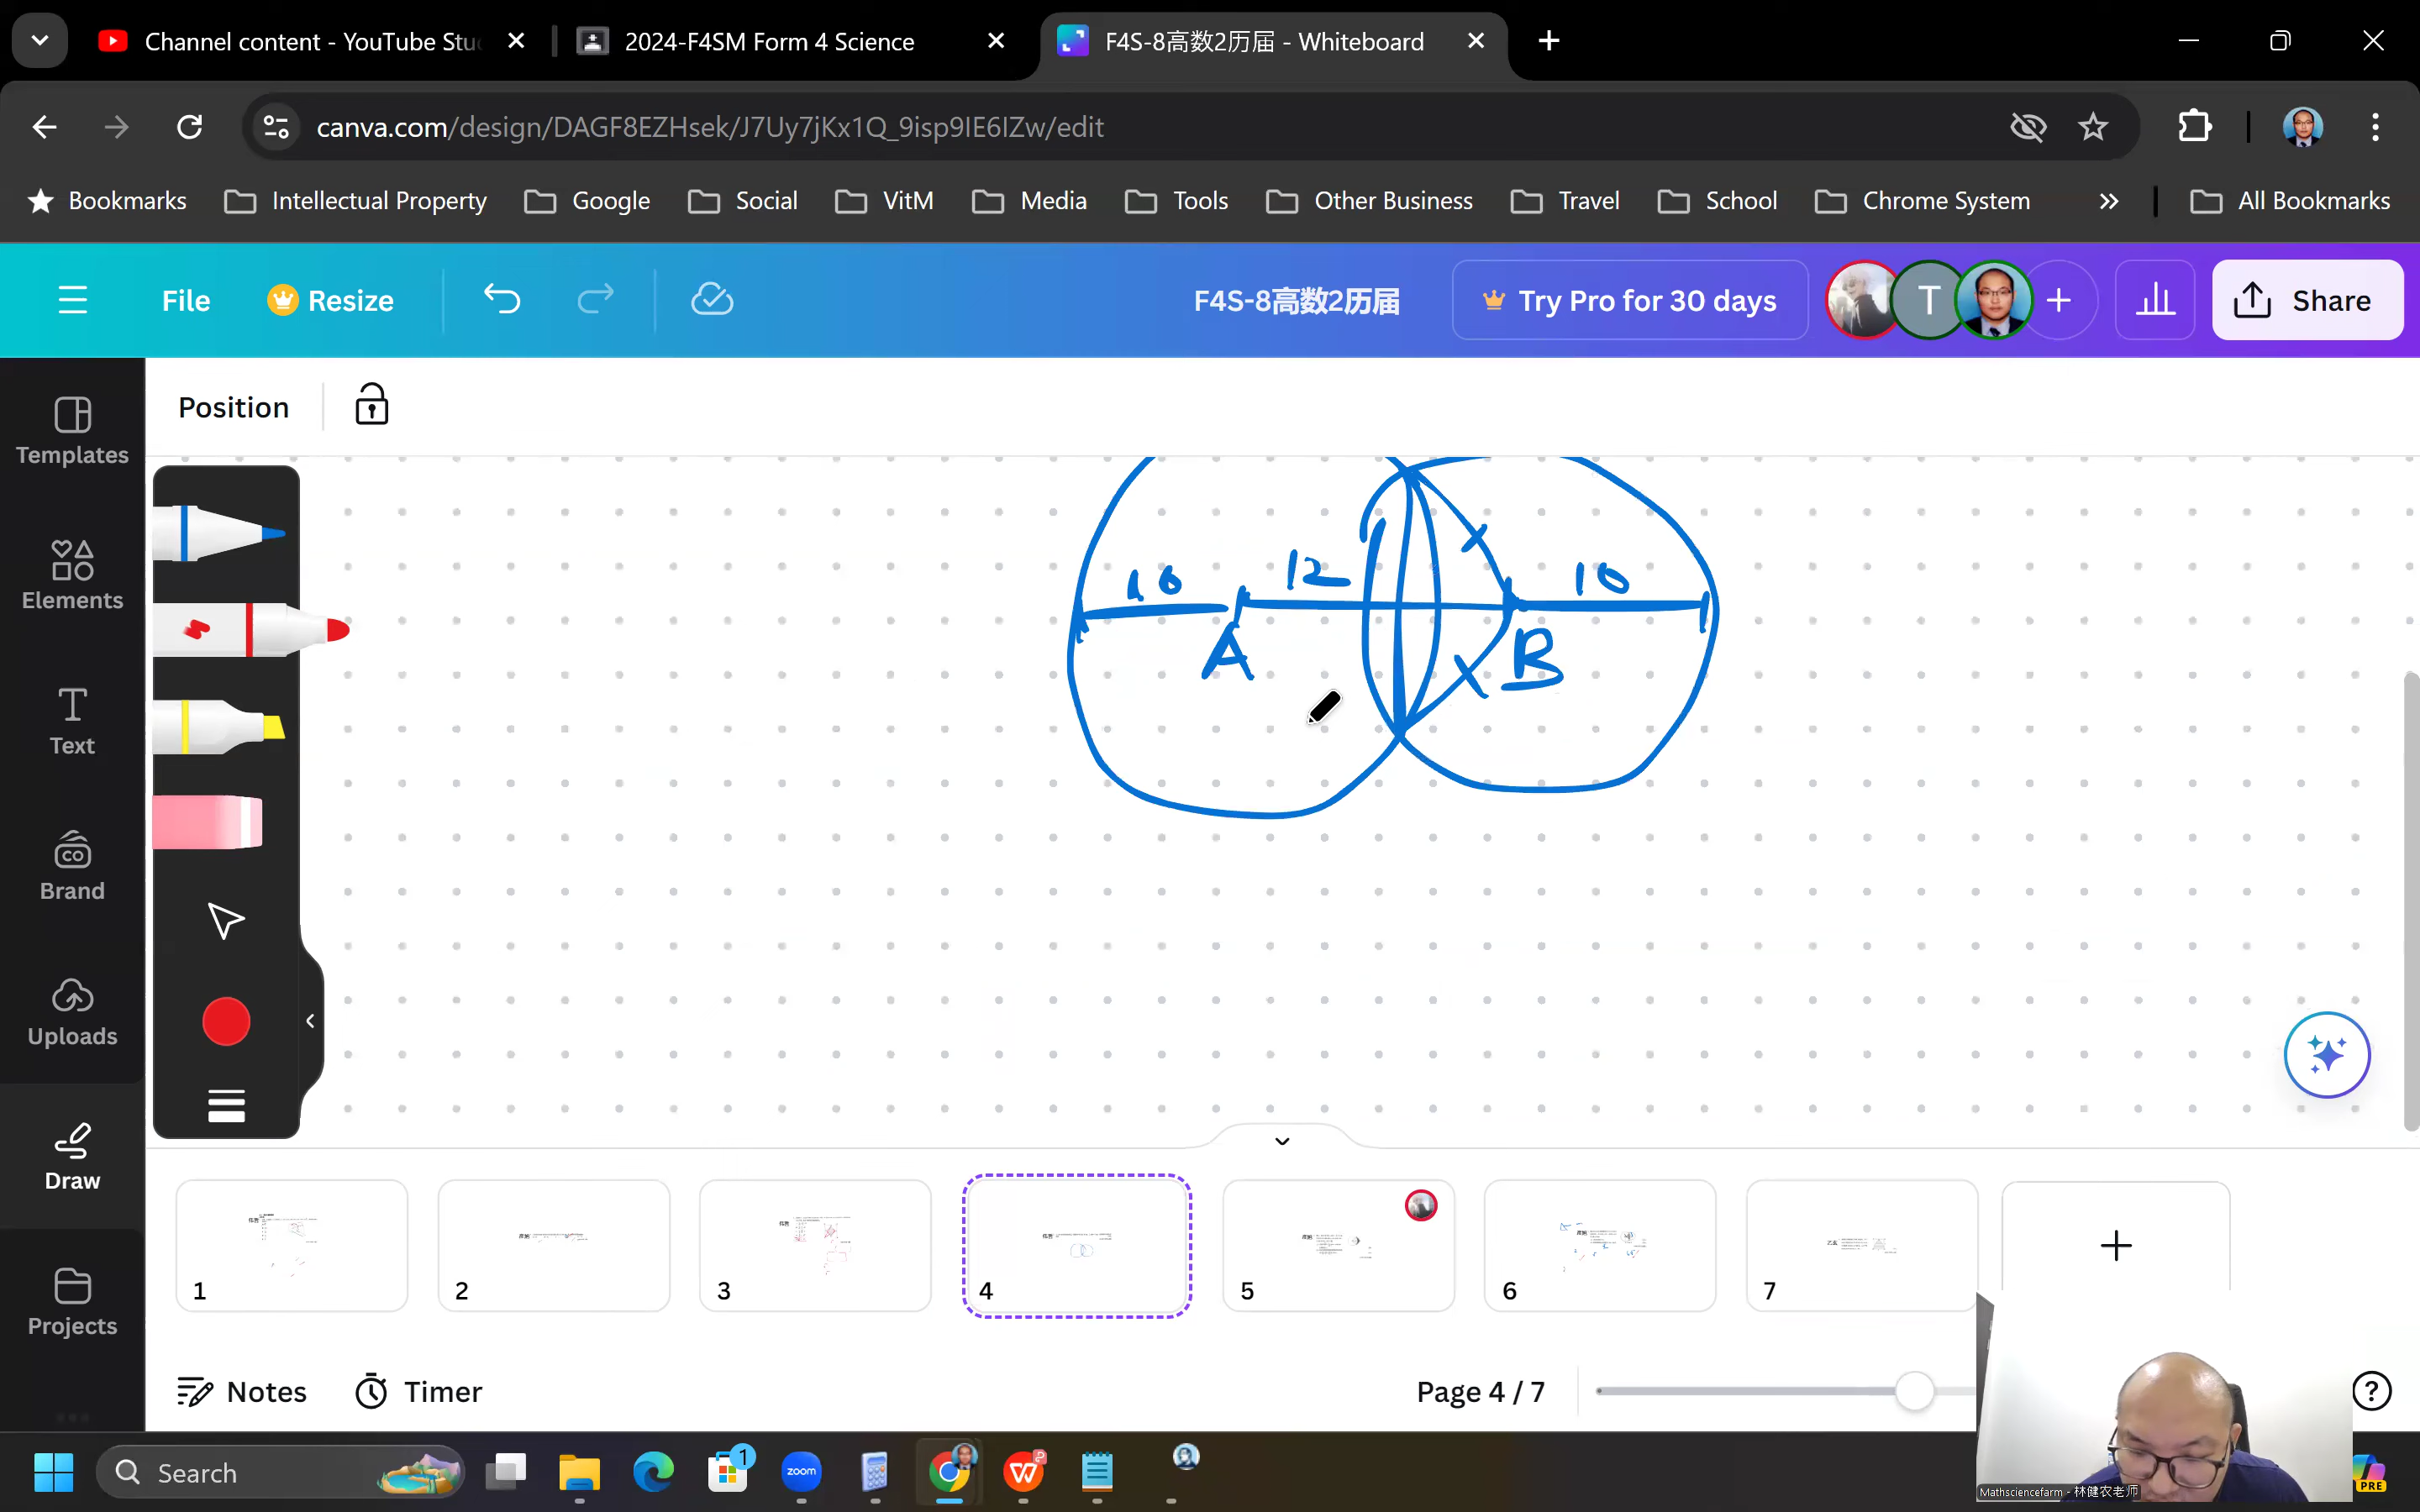 Channel content - YouTube Stu
2024-F4SM Form 4 Science
F4S-8高数2历届 - Whiteboard
canva.com/design/DAGF8EZHsek/J7Uy7jKx1Q_9isp9IE6IZw/edit
Bookmarks
Intellectual Property
Google
Social
VitM
Media
Tools
Other Business
Travel
School
Chrome System
All Bookmarks
File
Resize
F4S-8高数2历届
Try Pro for 30 days
T
Share
Position
Templates
Elements
Text
Brand
Uploads
Draw
Projects
10
12
10
A
B
1
2
3
4
5
6
7
Notes
Timer
Page 4 / 7
Search
1
zoom
PRE
Mathsciencefarm - 林健农老师